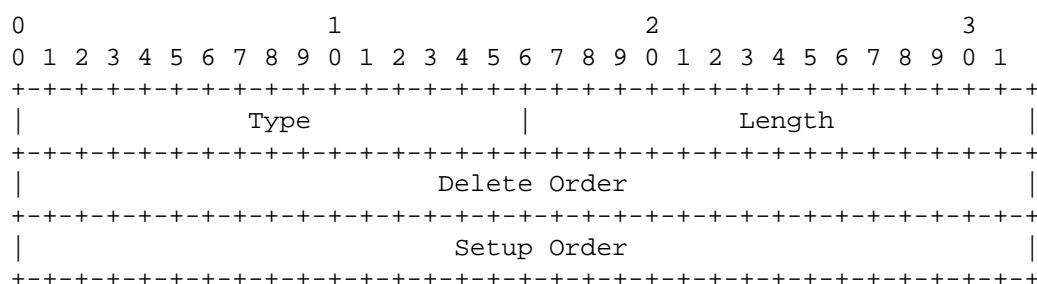 0                   1                   2                   3
0 1 2 3 4 5 6 7 8 9 0 1 2 3 4 5 6 7 8 9 0 1 2 3 4 5 6 7 8 9 0 1
+-+-+-+-+-+-+-+-+-+-+-+-+-+-+-+-+-+-+-+-+-+-+-+-+-+-+-+-+-+-+-+-+
|              Type             |             Length            |
+-+-+-+-+-+-+-+-+-+-+-+-+-+-+-+-+-+-+-+-+-+-+-+-+-+-+-+-+-+-+-+-+
|                          Delete Order                         |
+-+-+-+-+-+-+-+-+-+-+-+-+-+-+-+-+-+-+-+-+-+-+-+-+-+-+-+-+-+-+-+-+
|                           Setup Order                         |
+-+-+-+-+-+-+-+-+-+-+-+-+-+-+-+-+-+-+-+-+-+-+-+-+-+-+-+-+-+-+-+-+